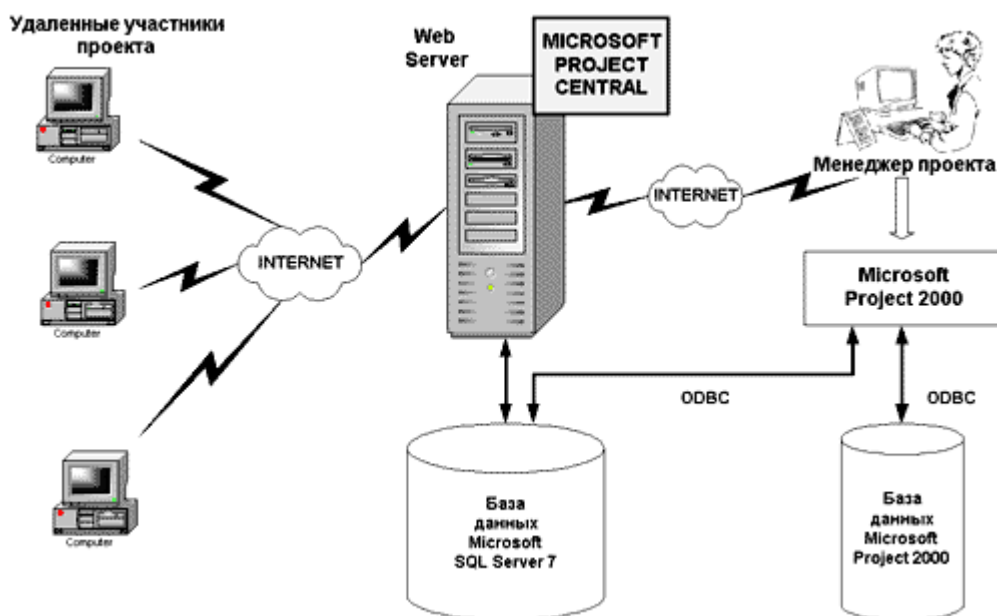 Удаленные участники
проекта
Computer
Computer
Computer
INTERNET
Web
Server
MICROSOFT
PROJECT
CENTRAL
INTERNET
Менеджер проекта
Microsoft
Project 2000
ODBC
ODBC
База
данных
Microsoft
SQL Server 7
База
данных
Microsoft
Project 2000